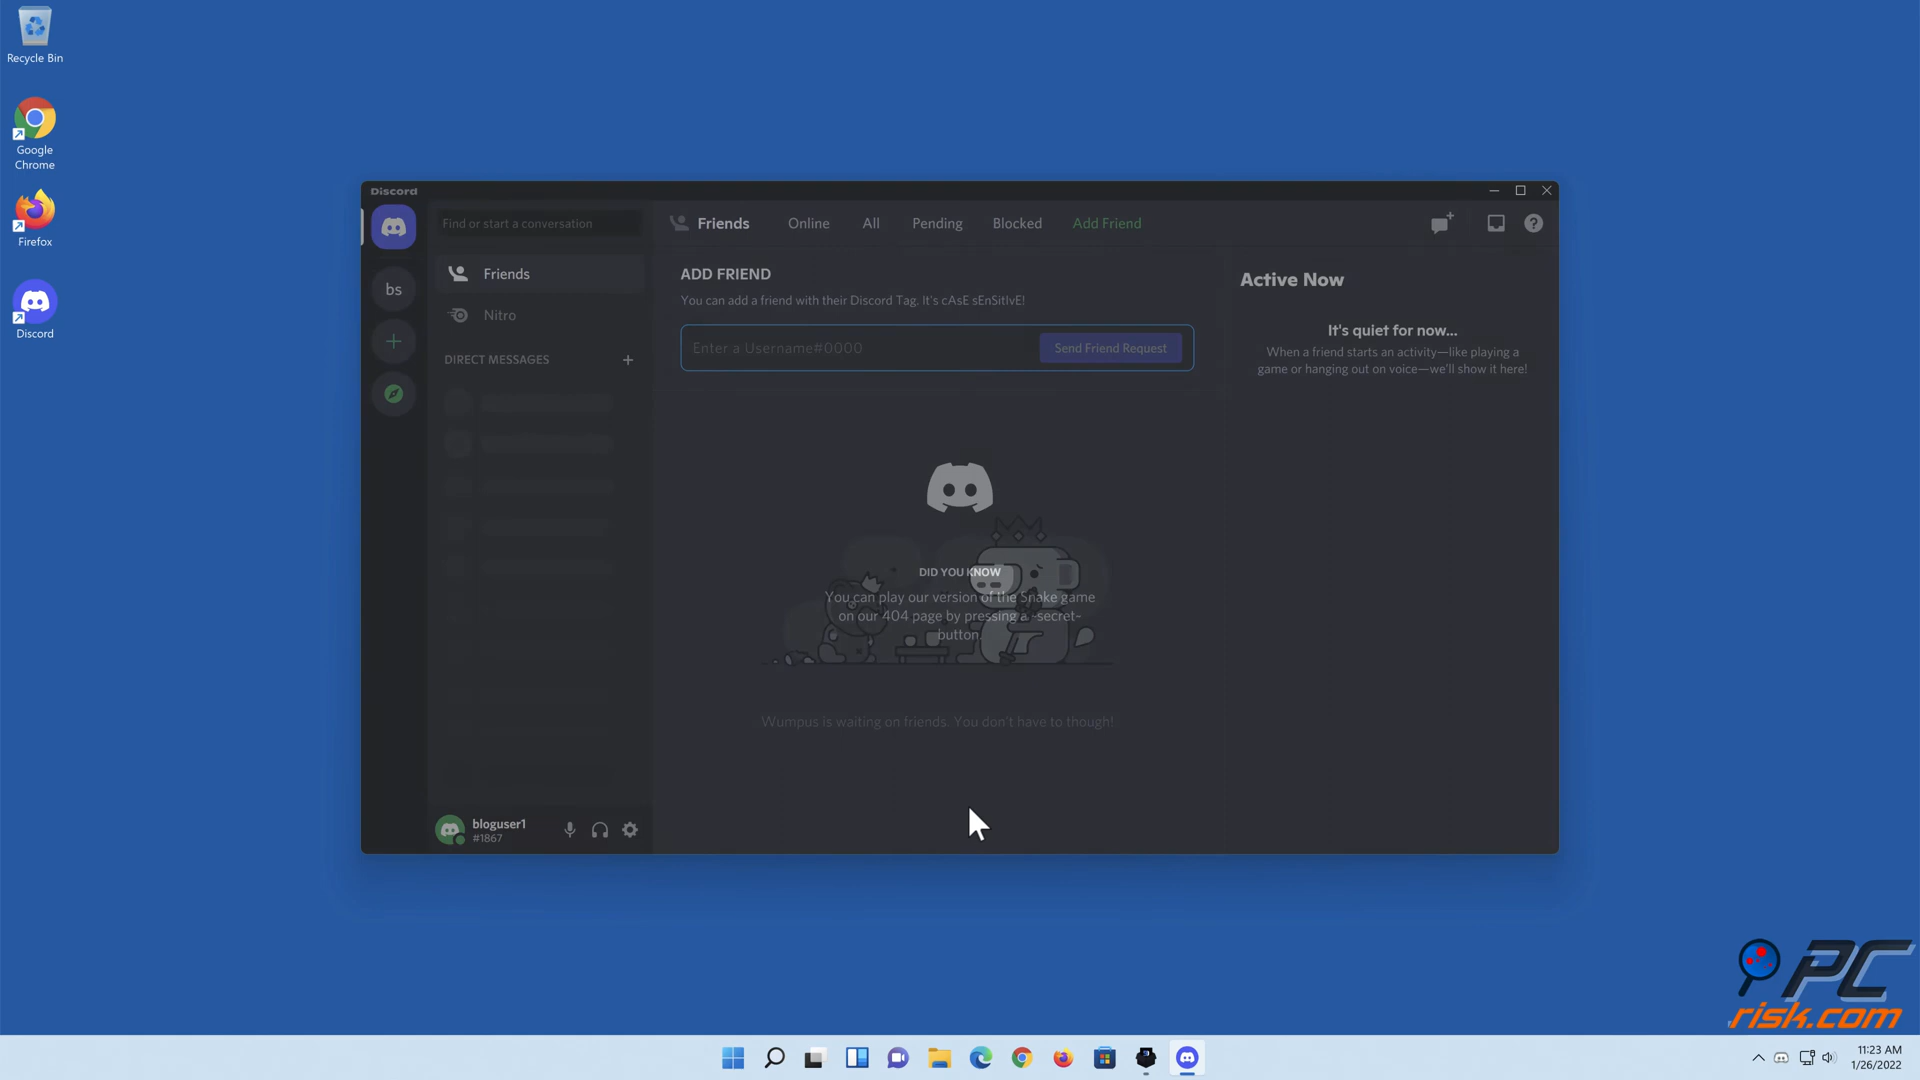 Recycle Bin
Google
Chrome
Firefox
Discord
Discord
Find or start a conversation
Friends
Online
All
Pending
Blocked
Add Friend
bs
Friends
Nitro
DIRECT MESSAGES
ADD FRIEND
You can add a friend with their Discord Tag. It's cAsE sEnSitIvE!
Enter a Username#0000
Send Friend Request
Active Now
It's quiet for now...
When a friend starts an activity—like playing a
game or hanging out on voice—we'll show it here!
DID YOU KNOW
You can play our version of the Snake game
on our 404 page by pressing a ~secret~
button.
Wumpus is waiting on friends. You don't have to though!
bloguser1
#1867
PC
risk.com
11:23 AM
1/26/2022